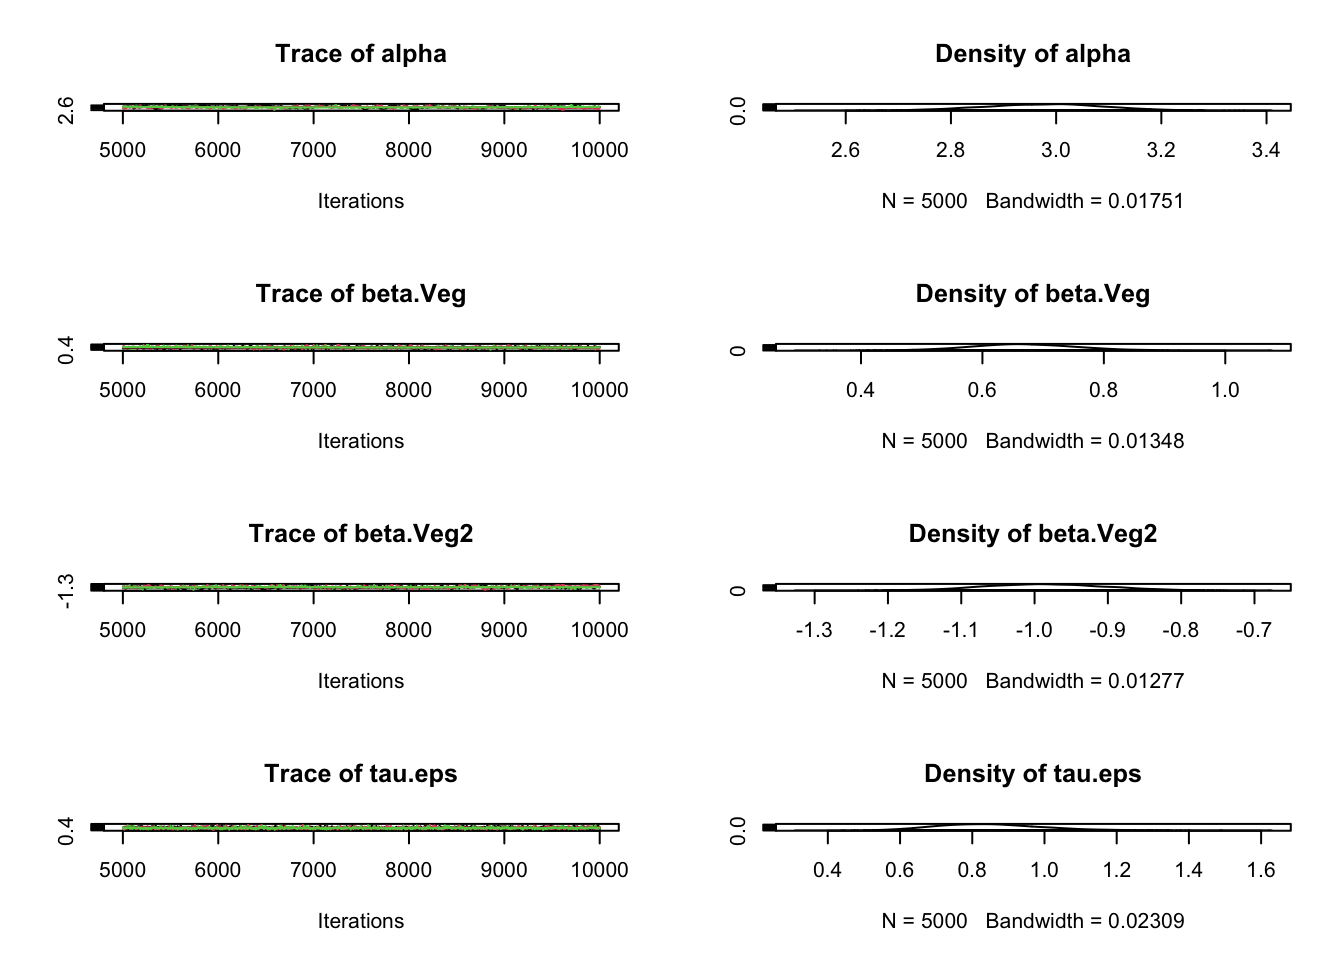 Trace of alpha
2.6
5000 6000 7000 8000 9000 10000
Iterations
Density of alpha
0.0
2.6 2.8 3.0 3.2 3.4
N = 5000 Bandwidth = 0.01751
Trace of beta.Veg
0.4
5000 6000 7000 8000 9000 10000
Iterations
Density of beta.Veg
0
0.4 0.6 0.8 1.0
N = 5000 Bandwidth = 0.01348
Trace of beta.Veg2
-1.3
5000 6000 7000 8000 9000 10000
Iterations
Density of beta.Veg2
0
-1.3 -1.2 -1.1 -1.0 -0.9 -0.8 -0.7
N = 5000 Bandwidth = 0.01277
Trace of tau.eps
0.4
5000 6000 7000 8000 9000 10000
Iterations
Density of tau.eps
0.0
0.4 0.6 0.8 1.0 1.2 1.4 1.6
N = 5000 Bandwidth = 0.02309